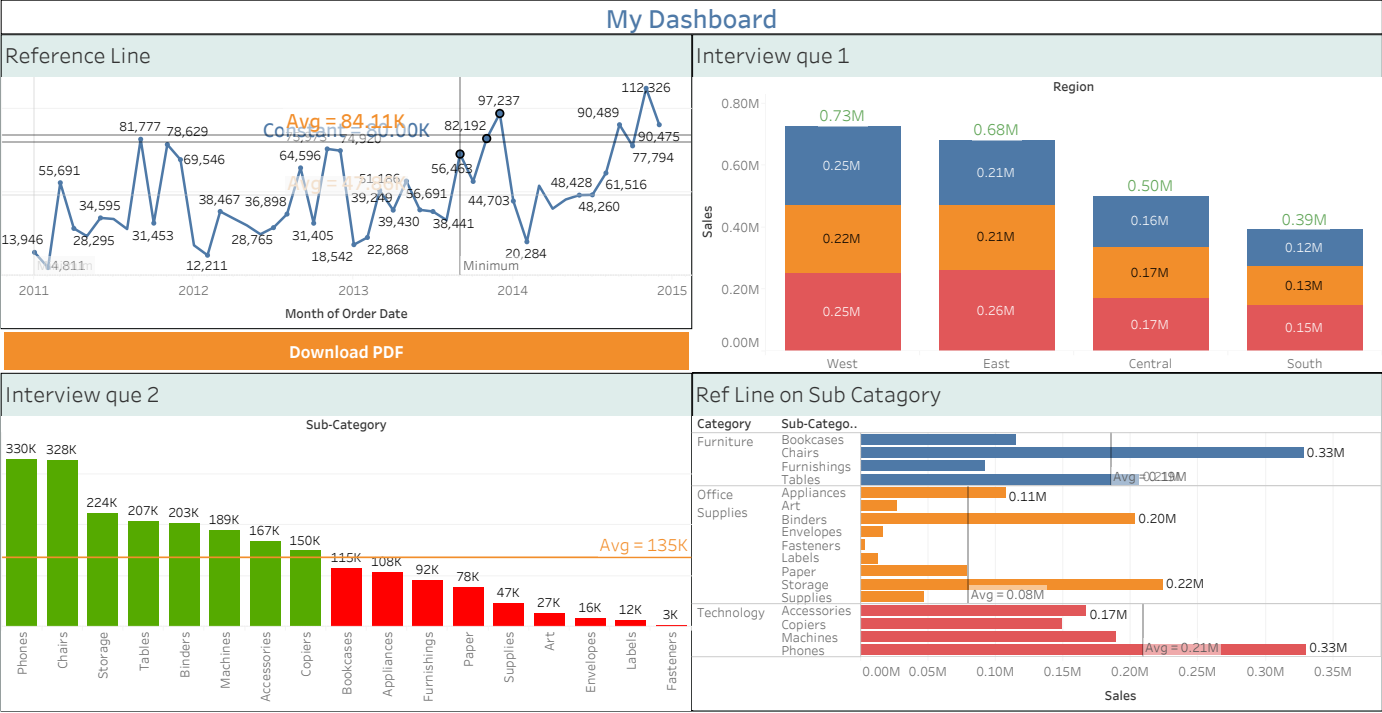 My Dashboard
Reference Line
97,237
112,326
90,489
82,192
Avg = 84.11K
Constant = 80.00K
81,777
78,629
74,920
90,475
77,794
69,546
64,596
56,463
55,691
51,186
48,428
61,516
56,691
39,249
38,467
36,898
44,703
48,260
34,595
39,430
38,441
28,295
31,453
28,765
31,405
22,868
13,946
18,542
20,284
12,211
4,811
Minimum
2011
2012
2013
2014
2015
Month of Order Date
Download PDF
Interview que 1
Region
Sales
0.80M
0.60M
0.40M
0.20M
0.00M
0.73M
0.25M
0.22M
0.25M
0.68M
0.21M
0.21M
0.26M
0.50M
0.16M
0.17M
0.17M
0.39M
0.12M
0.13M
0.15M
West
East
Central
South
Interview que 2
Sub-Category
330K
328K
224K
207K
203K
189K
167K
150K
115K
108K
92K
78K
47K
27K
16K
12K
3K
Avg = 135K
Phones
Chairs
Storage
Tables
Binders
Machines
Accessories
Copiers
Bookcases
Appliances
Furnishings
Paper
Supplies
Art
Envelopes
Labels
Fasteners
Ref Line on Sub Catagory
Category
Sub-Catego..
Furniture
Bookcases
Chairs
0.33M
Furnishings
Tables
Avg =
Office
Supplies
Appliances
0.11M
Art
Binders
0.20M
Envelopes
Fasteners
Labels
Paper
Storage
0.22M
Supplies
Avg = 0.08M
Technology
Accessories
0.17M
Copiers
Machines
Phones
Avg = 0.21M
0.33M
0.00M
0.05M
0.10M
0.15M
0.20M
0.25M
0.30M
0.35M
Sales